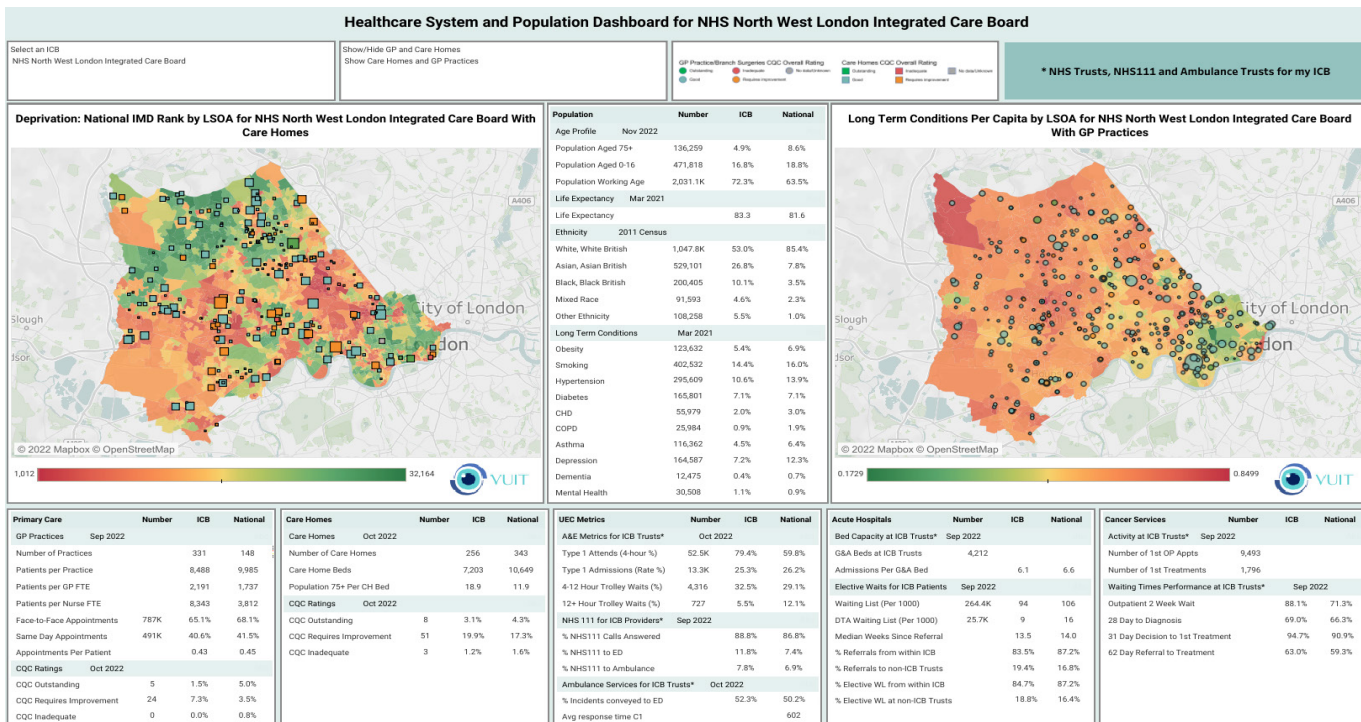 Healthcare System and Population Dashboard for NHS North West London Integrated Care Board
Select an ICB
NHS North West London Integrated Care Board
Show/Hide GP and Care Homes
Show Care Homes and GP Practices
GP Practice/Branch Surgeries CQC Overall Rating
Outstanding Inadequate No data/Unknown
Good Requires improvement
Care Homes CQC Overall Rating
Outstanding Inadequate No data/Unknown
Good Requires improvement
* NHS Trusts, NHS111 and Ambulance Trusts for my ICB
Deprivation: National IMD Rank by LSOA for NHS North West London Integrated Care Board With
Care Homes
A406
City of London
Slough
London
© 2022 Mapbox © OpenStreetMap
1,012 32,164
VUIT
Population Number ICB National
Age Profile Nov 2022
Population Aged 75+ 136,259 4.9% 8.6%
Population Aged 0-16 471,818 16.8% 18.8%
Population Working Age 2,031.1K 72.3% 63.5%
Life Expectancy Mar 2021
Life Expectancy 83.3 81.6
Ethnicity 2011 Census
White, White British 1,047.8K 53.0% 85.4%
Asian, Asian British 529,101 26.8% 7.8%
Black, Black British 200,405 10.1% 3.5%
Mixed Race 91,593 4.6% 2.3%
Other Ethnicity 108,258 5.5% 1.0%
Long Term Conditions Mar 2021
Obesity 123,632 5.4% 6.9%
Smoking 402,532 14.4% 16.0%
Hypertension 295,609 10.6% 13.9%
Diabetes 165,801 7.1% 7.1%
CHD 55,979 2.0% 3.0%
COPD 25,984 0.9% 1.9%
Asthma 116,362 4.5% 6.4%
Depression 164,587 7.2% 12.3%
Dementia 12,475 0.4% 0.7%
Mental Health 30,508 1.1% 0.9%
Long Term Conditions Per Capita by LSOA for NHS North West London Integrated Care Board
With GP Practices
A406
City of London
Slough
© 2022 Mapbox © OpenStreetMap
0.1729 0.8499
VUIT
Primary Care Number ICB National
GP Practices Sep 2022
Number of Practices 331 148
Patients per Practice 8,488 9,985
Patients per GP FTE 2,191 1,737
Patients per Nurse FTE 8,343 3,812
Face-to-Face Appointments 787K 65.1% 68.1%
Same Day Appointments 491K 40.6% 41.5%
Appointments Per Patient 0.43 0.45
CQC Ratings Oct 2022
CQC Outstanding 5 1.5% 5.0%
CQC Requires Improvement 24 7.3% 3.5%
CQC Inadequate 0 0.0% 0.8%
Care Homes Number ICB National
Care Homes Oct 2022
Number of Care Homes 256 343
Care Home Beds 7,203 10,649
Population 75+ Per CH Bed 18.9 11.9
CQC Ratings Oct 2022
CQC Outstanding 8 3.1% 4.3%
CQC Requires Improvement 51 19.9% 17.3%
CQC Inadequate 3 1.2% 1.6%
UEC Metrics Number ICB National
A&E Metrics for ICB Trusts* Oct 2022
Type 1 Attends (4-hour %) 52.5K 79.4% 59.8%
Type 1 Admissions (Rate %) 13.3K 25.3% 26.2%
4-12 Hour Trolley Waits (%) 4,316 32.5% 29.1%
12+ Hour Trolley Waits (%) 727 5.5% 12.1%
NHS 111 for ICB Providers* Sep 2022
% NHS111 Calls Answered 88.8% 86.8%
% NHS111 to ED 11.8% 7.4%
% NHS111 to Ambulance 7.8% 6.9%
Ambulance Services for ICB Trusts* Oct 2022
% Incidents conveyed to ED 52.3% 50.2%
Avg response time C1 602
Acute Hospitals Number ICB National
Bed Capacity at ICB Trusts* Sep 2022
G&A Beds at ICB Trusts 4,212
Admissions Per G&A Bed 6.1 6.6
Elective Waits for ICB Patients Sep 2022
Waiting List (Per 1000) 264.4K 94 106
DTA Waiting List (Per 1000) 25.7K 9 16
Median Weeks Since Referral 13.5 14.0
% Referrals from within ICB 83.5% 87.2%
% Referrals to non-ICB Trusts 19.4% 16.8%
% Elective WL from within ICB 84.7% 87.2%
% Elective WL at non-ICB Trusts 18.8% 16.4%
Cancer Services Number ICB National
Activity at ICB Trusts* Sep 2022
Number of 1st OP Appts 9,493
Number of 1st Treatments 1,796
Waiting Times Performance at ICB Trusts* Sep 2022
Outpatient 2 Week Wait 88.1% 71.3%
28 Day to Diagnosis 69.0% 66.3%
31 Day Decision to 1st Treatment 94.7% 90.9%
62 Day Referral to Treatment 63.0% 59.3%